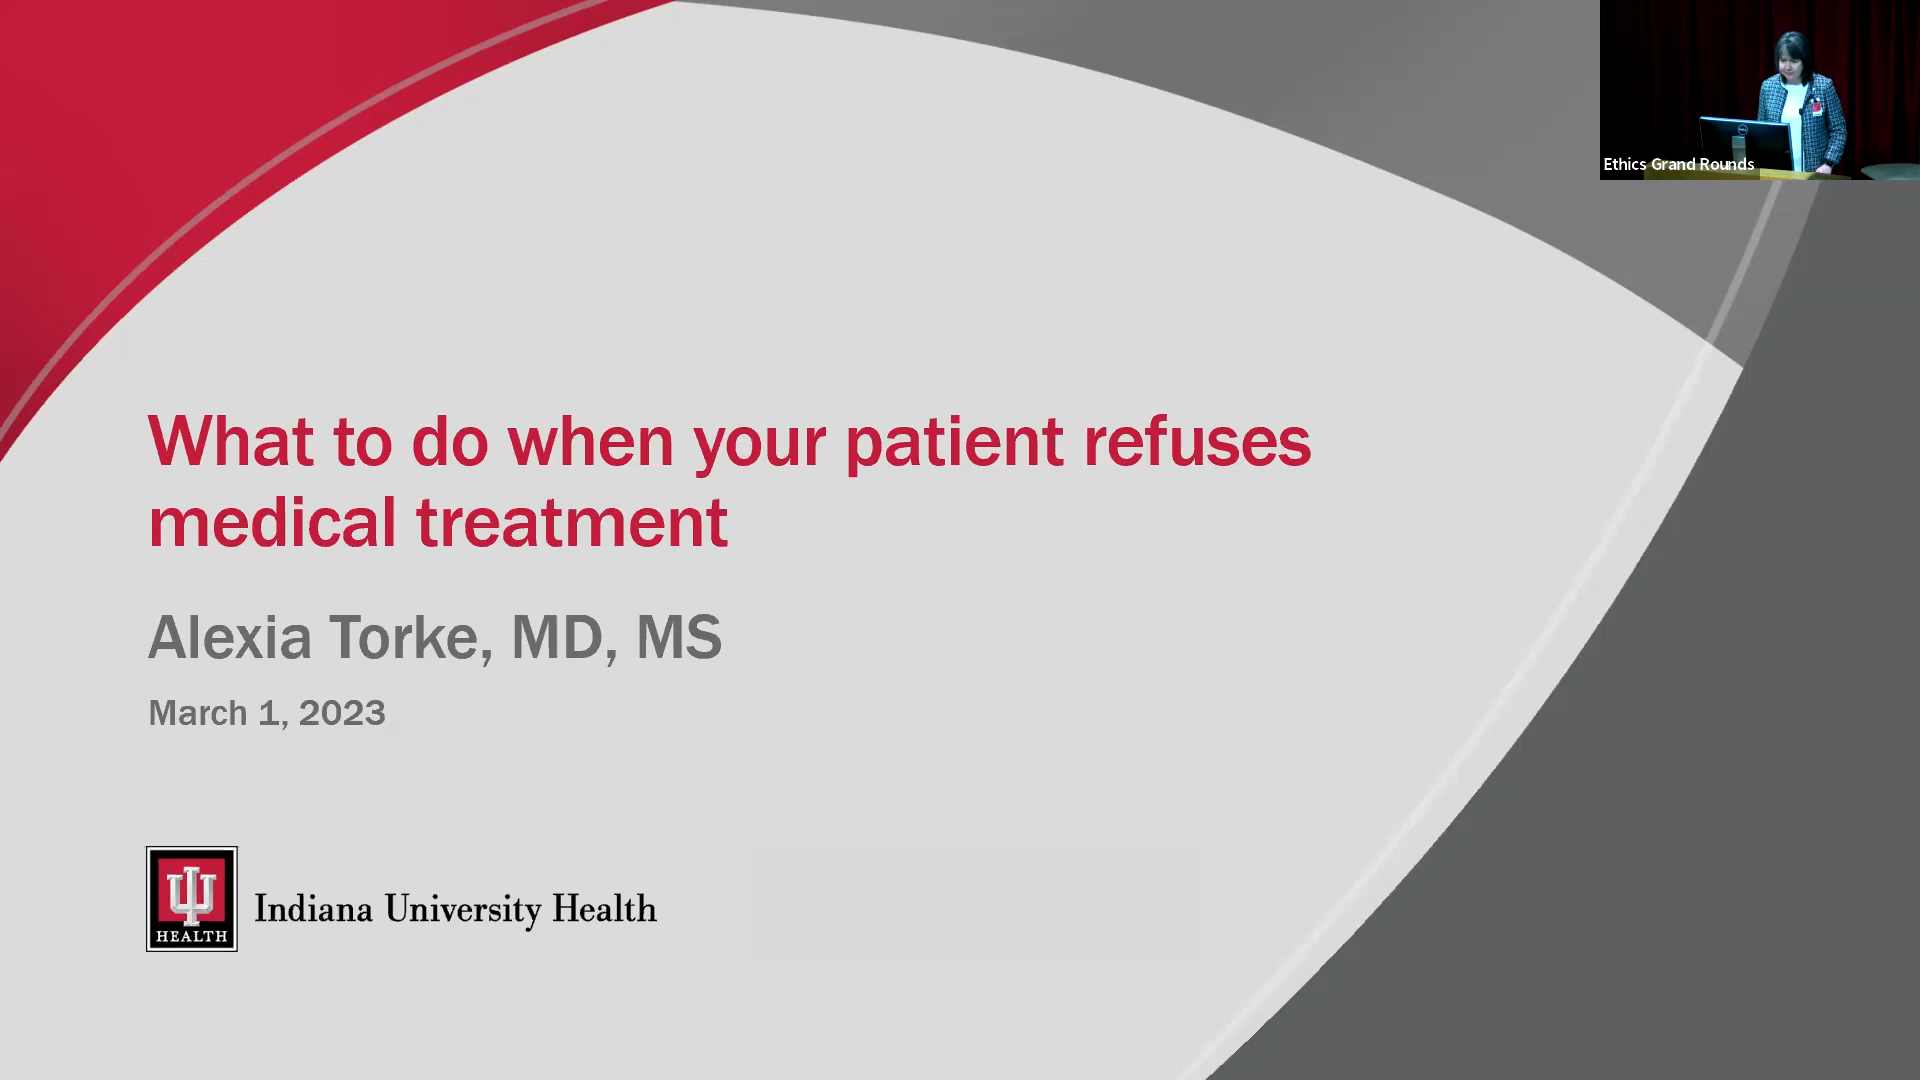 Ethics Grand Rounds
What to do when your patient refuses
medical treatment
Alexia Torke, MD, MS
March 1, 2023
HEALTH
Indiana University Health